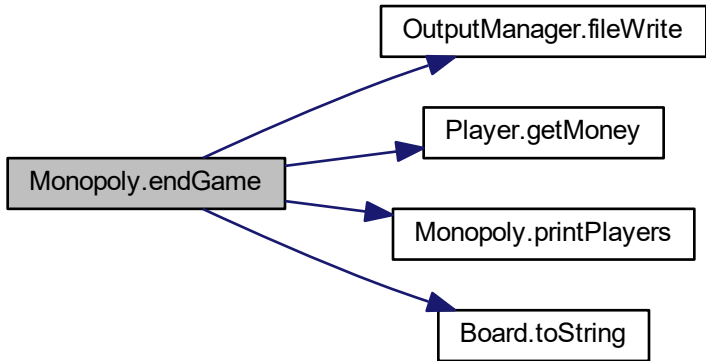 OutputManager.fileWrite
Player.getMoney
Monopoly.endGame
Monopoly.printPlayers
Board.toString